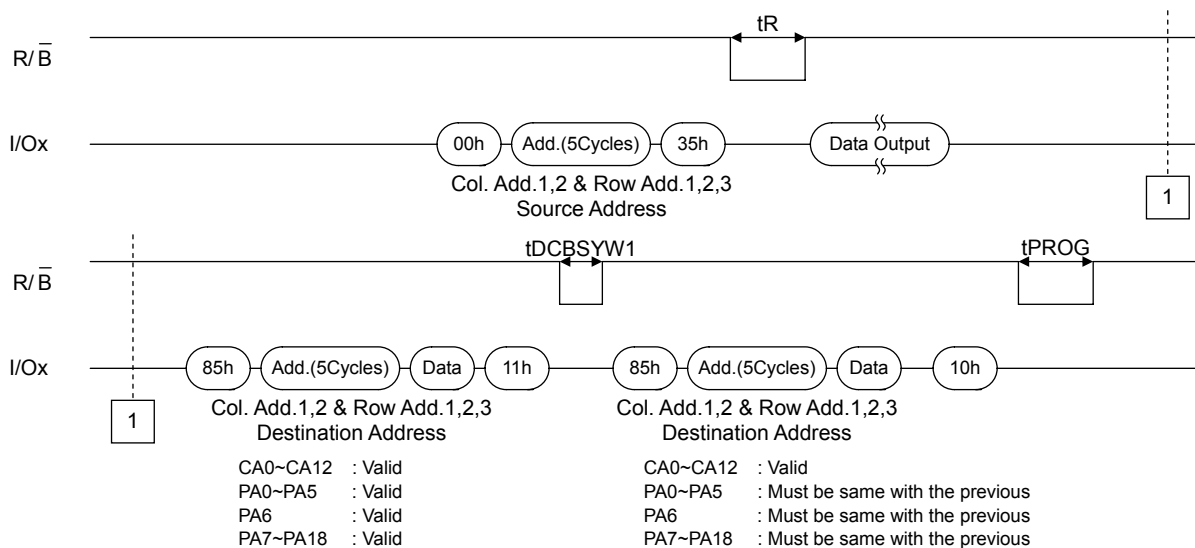 tR
R/B̅
I/Ox
00h Add.(5Cycles) 35h Data Output
Col. Add.1,2 & Row Add.1,2,3
Source Address
1
tDCBSYW1 tPROG
R/B̅
I/Ox
85h Add.(5Cycles) Data 11h 85h Add.(5Cycles) Data 10h
1
Col. Add.1,2 & Row Add.1,2,3 Col. Add.1,2 & Row Add.1,2,3
Destination Address Destination Address
CA0~CA12 : Valid CA0~CA12 : Valid
PA0~PA5 : Valid PA0~PA5 : Must be same with the previous
PA6 : Valid PA6 : Must be same with the previous
PA7~PA18 : Valid PA7~PA18 : Must be same with the previous